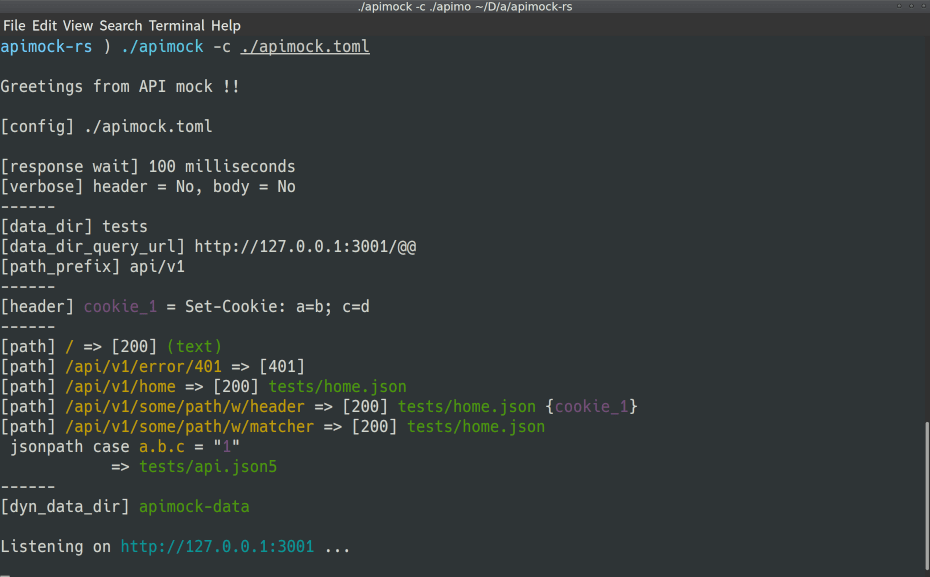 ./apimock -c ./apimo ~/D/a/apimock-rs
File Edit View Search Terminal Help
apimock-rs ) ./apimock -c ./apimock.toml
Greetings from API mock !!
[config] ./apimock.toml
[response wait] 100 milliseconds
[verbose] header = No, body = No
------
[data_dir] tests
[data_dir_query_url] http://127.0.0.1:3001/@@
[path_prefix] api/v1
------
[header] cookie_1 = Set-Cookie: a=b; c=d
------
[path] / => [200] (text)
[path] /api/v1/error/401 => [401]
[path] /api/v1/home => [200] tests/home.json
[path] /api/v1/some/path/w/header => [200] tests/home.json {cookie_1}
[path] /api/v1/some/path/w/matcher => [200] tests/home.json
jsonpath case a.b.c = "1"
=> tests/api.json5
------
[dyn_data_dir] apimock-data
Listening on http://127.0.0.1:3001 ...